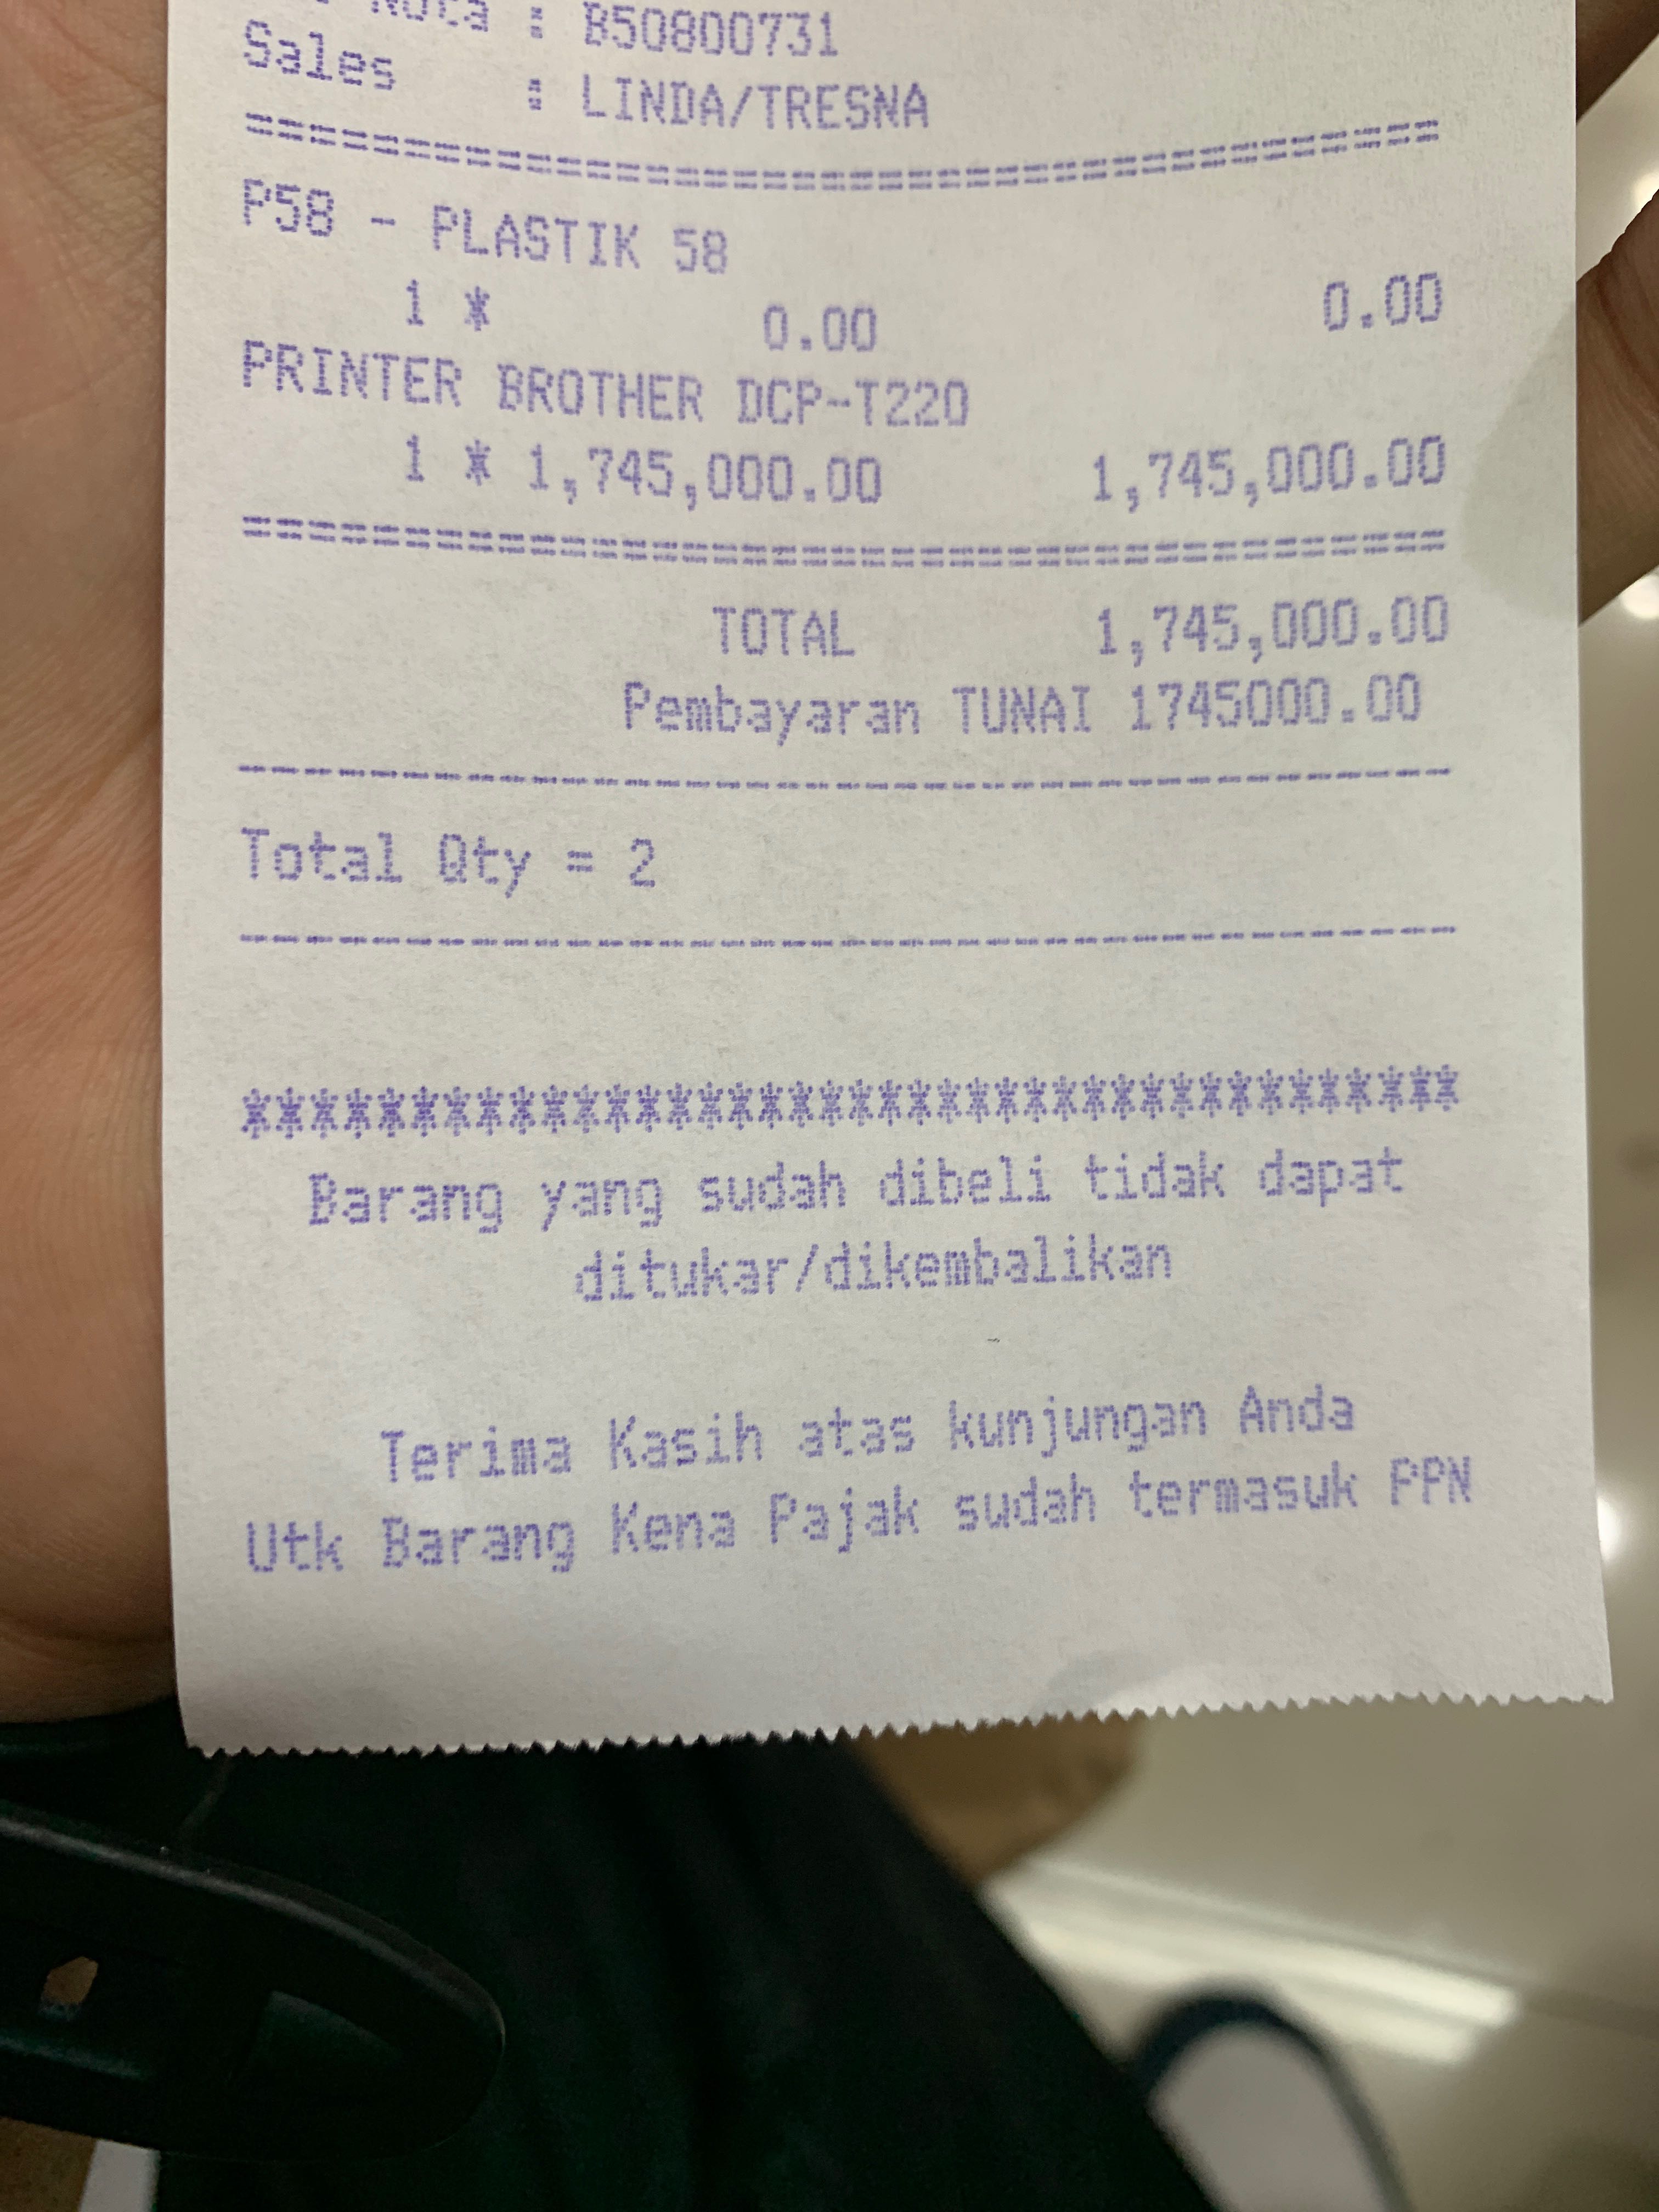 Nota : B50800731
Sales : LINDA/TRESNA
========================================
P58 - PLASTIK 58
1 * 0.00 0.00
PRINTER BROTHER DCP-T220
1 * 1,745,000.00 1,745,000.00
========================================
TOTAL 1,745,000.00
Pembayaran TUNAI 1745000.00
----------------------------------------
Total Qty = 2
----------------------------------------
****************************************
Barang yang sudah dibeli tidak dapat
ditukar/dikembalikan
Terima Kasih atas kunjungan Anda
Utk Barang Kena Pajak sudah termasuk PPN